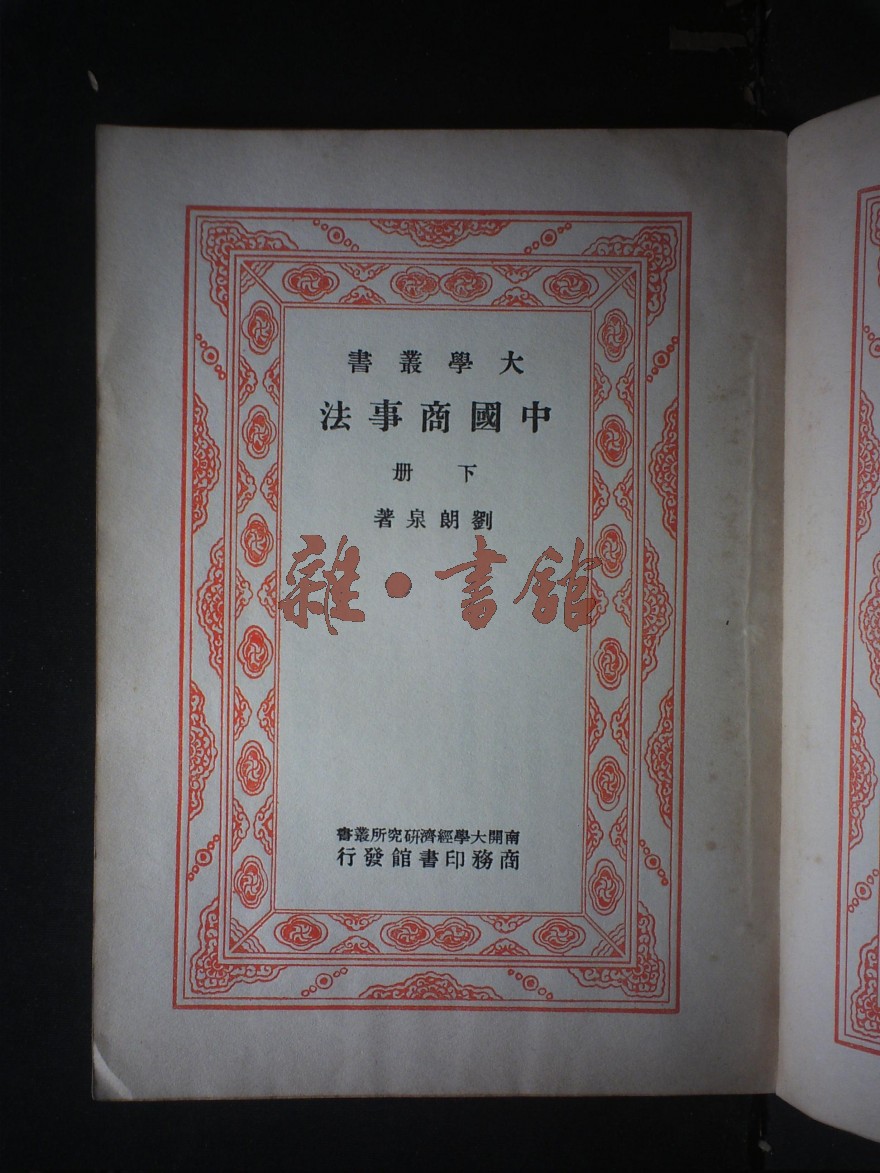 大學叢書
中國商事法
下册
劉朗泉著
雜·書館
南開大學經濟研究所叢書
商務印書館發行